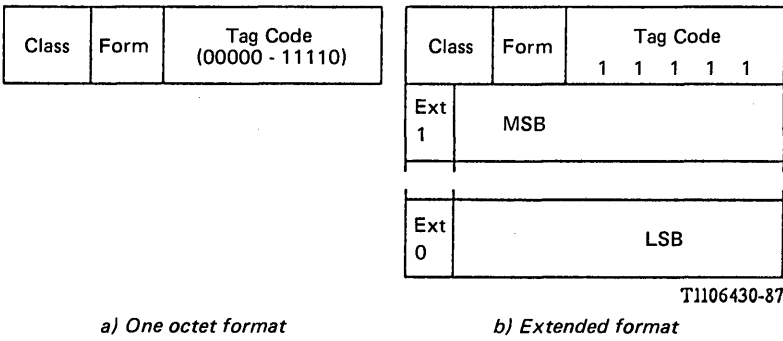 Class Form Tag Code
(00000 - 11110)
Class Form Tag Code
1 1 1 1 1
Ext
1
MSB
Ext
0
LSB
T1106430-87
a) One octet format
b) Extended format